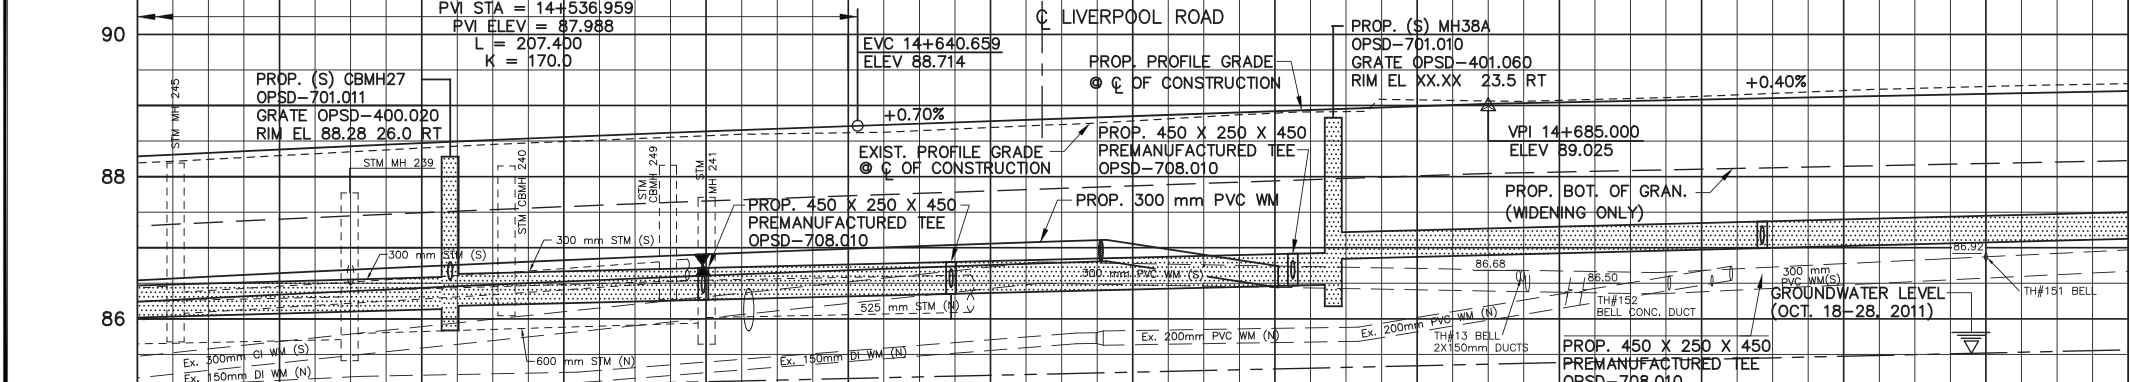 PVI STA = 14+536.959
PVI ELEV = 87.988
L = 207.400
K = 170.0
90
88
86
STM MH 245
PROP. (S) CBMH27
OPSD-701.011
GRATE OPSD-400.020
RIM EL 88.28 26.0 RT
STM MH 239
STM CBMH 240
STM
CBMH 249
STM
MH 241
EVC 14+640.659
ELEV 88.714
+0.70%
℄ LIVERPOOL ROAD
PROP. PROFILE GRADE
@ ℄ OF CONSTRUCTION
EXIST. PROFILE GRADE
@ ℄ OF CONSTRUCTION
PROP. 450 X 250 X 450
PREMANUFACTURED TEE
OPSD-708.010
PROP. (S) MH38A
OPSD-701.010
GRATE OPSD-401.060
RIM EL XX.XX 23.5 RT
+0.40%
VPI 14+685.000
ELEV 89.025
PROP. BOT. OF GRAN.
(WIDENING ONLY)
PROP. 450 X 250 X 450
PREMANUFACTURED TEE
OPSD-708.010
PROP. 300 mm PVC WM
300 mm STM (S)
300 mm STM (S)
300 mm PVC WM (S)
525 mm STM (N)
600 mm STM (N)
Ex. 300mm CI WM (S)
Ex. 150mm DI WM (N)
Ex. 150mm DI WM (N)
Ex. 200mm PVC WM (N)
Ex. 200mm PVC WM (N)
86.68
86.50
86.92
TH#152
BELL CONC. DUCT
TH#13 BELL
2X150mm DUCTS
300 mm
PVC WM(S)
TH#151 BELL
GROUNDWATER LEVEL
(OCT. 18-28, 2011)
PROP. 450 X 250 X 450
PREMANUFACTURED TEE
OPSD-708.010